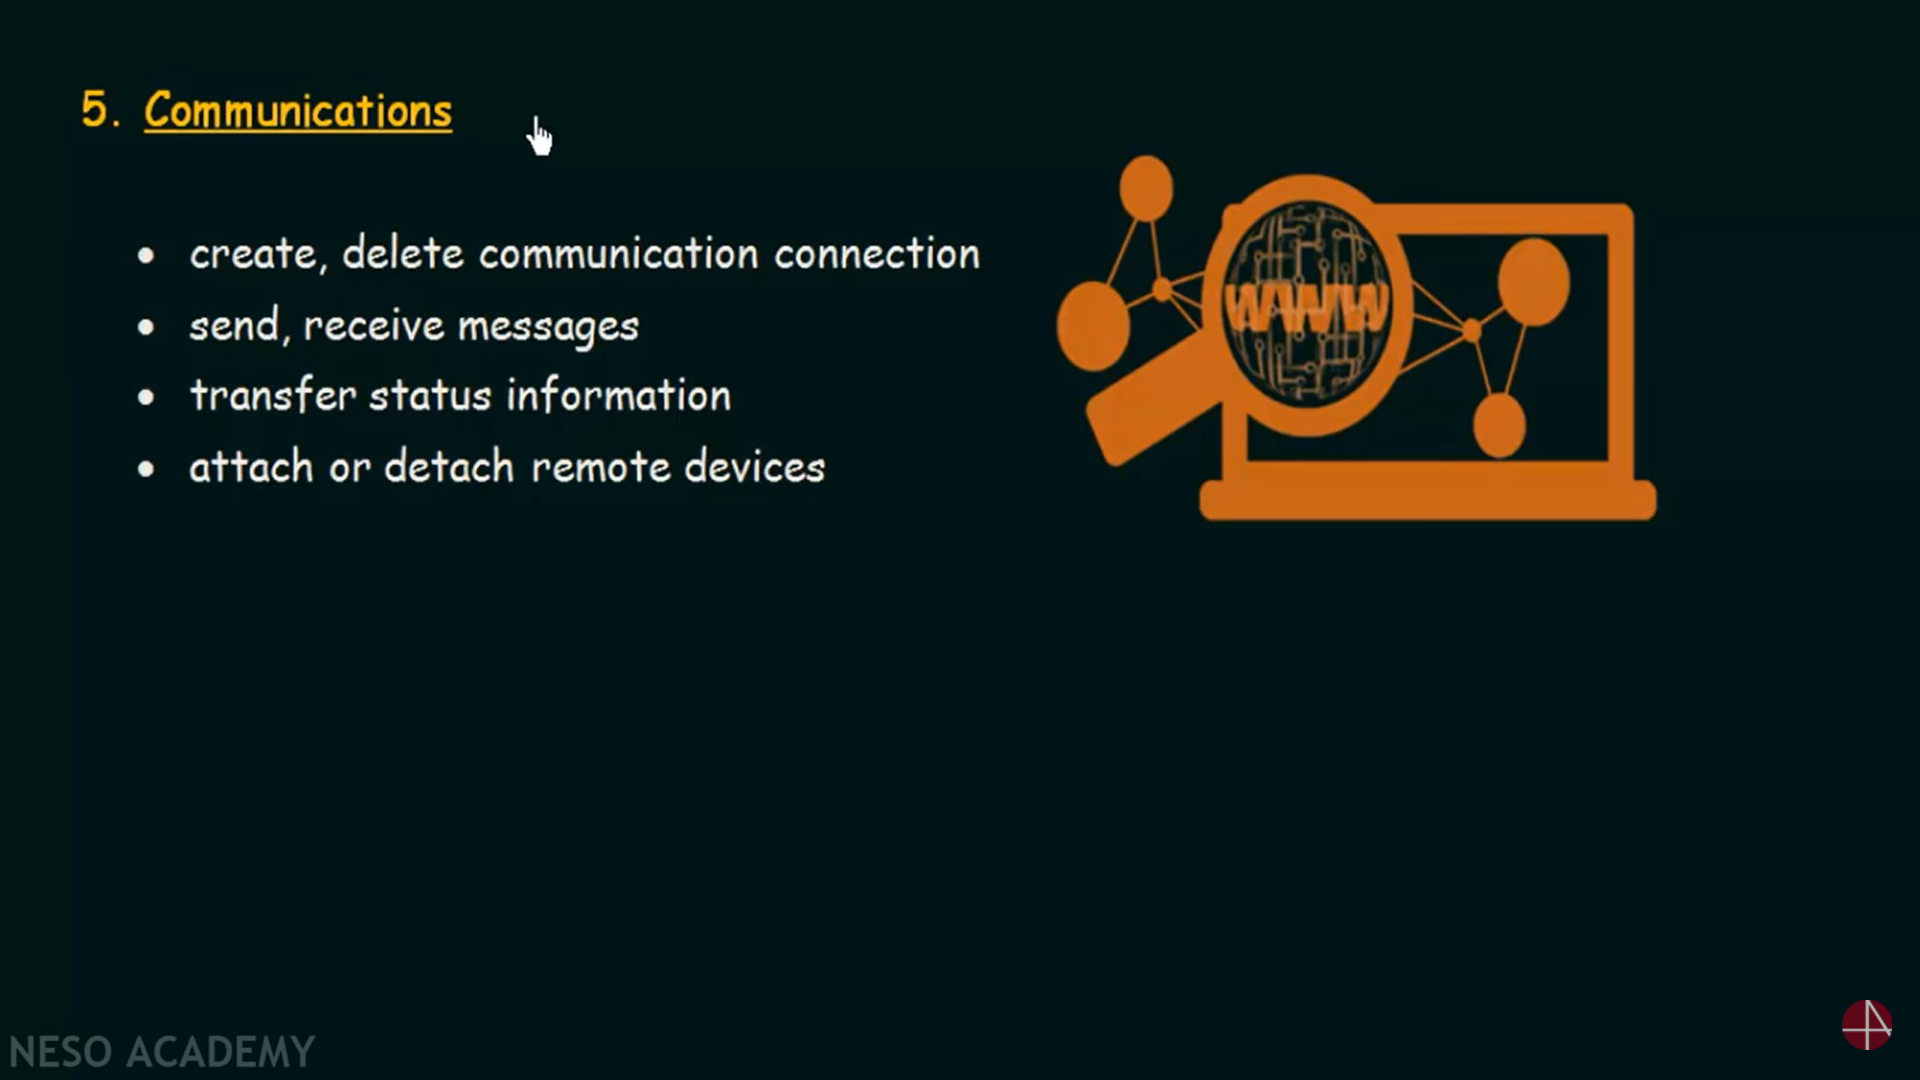 5. Communications
• create, delete communication connection
• send, receive messages
• transfer status information
• attach or detach remote devices
WWW
NESO ACADEMY